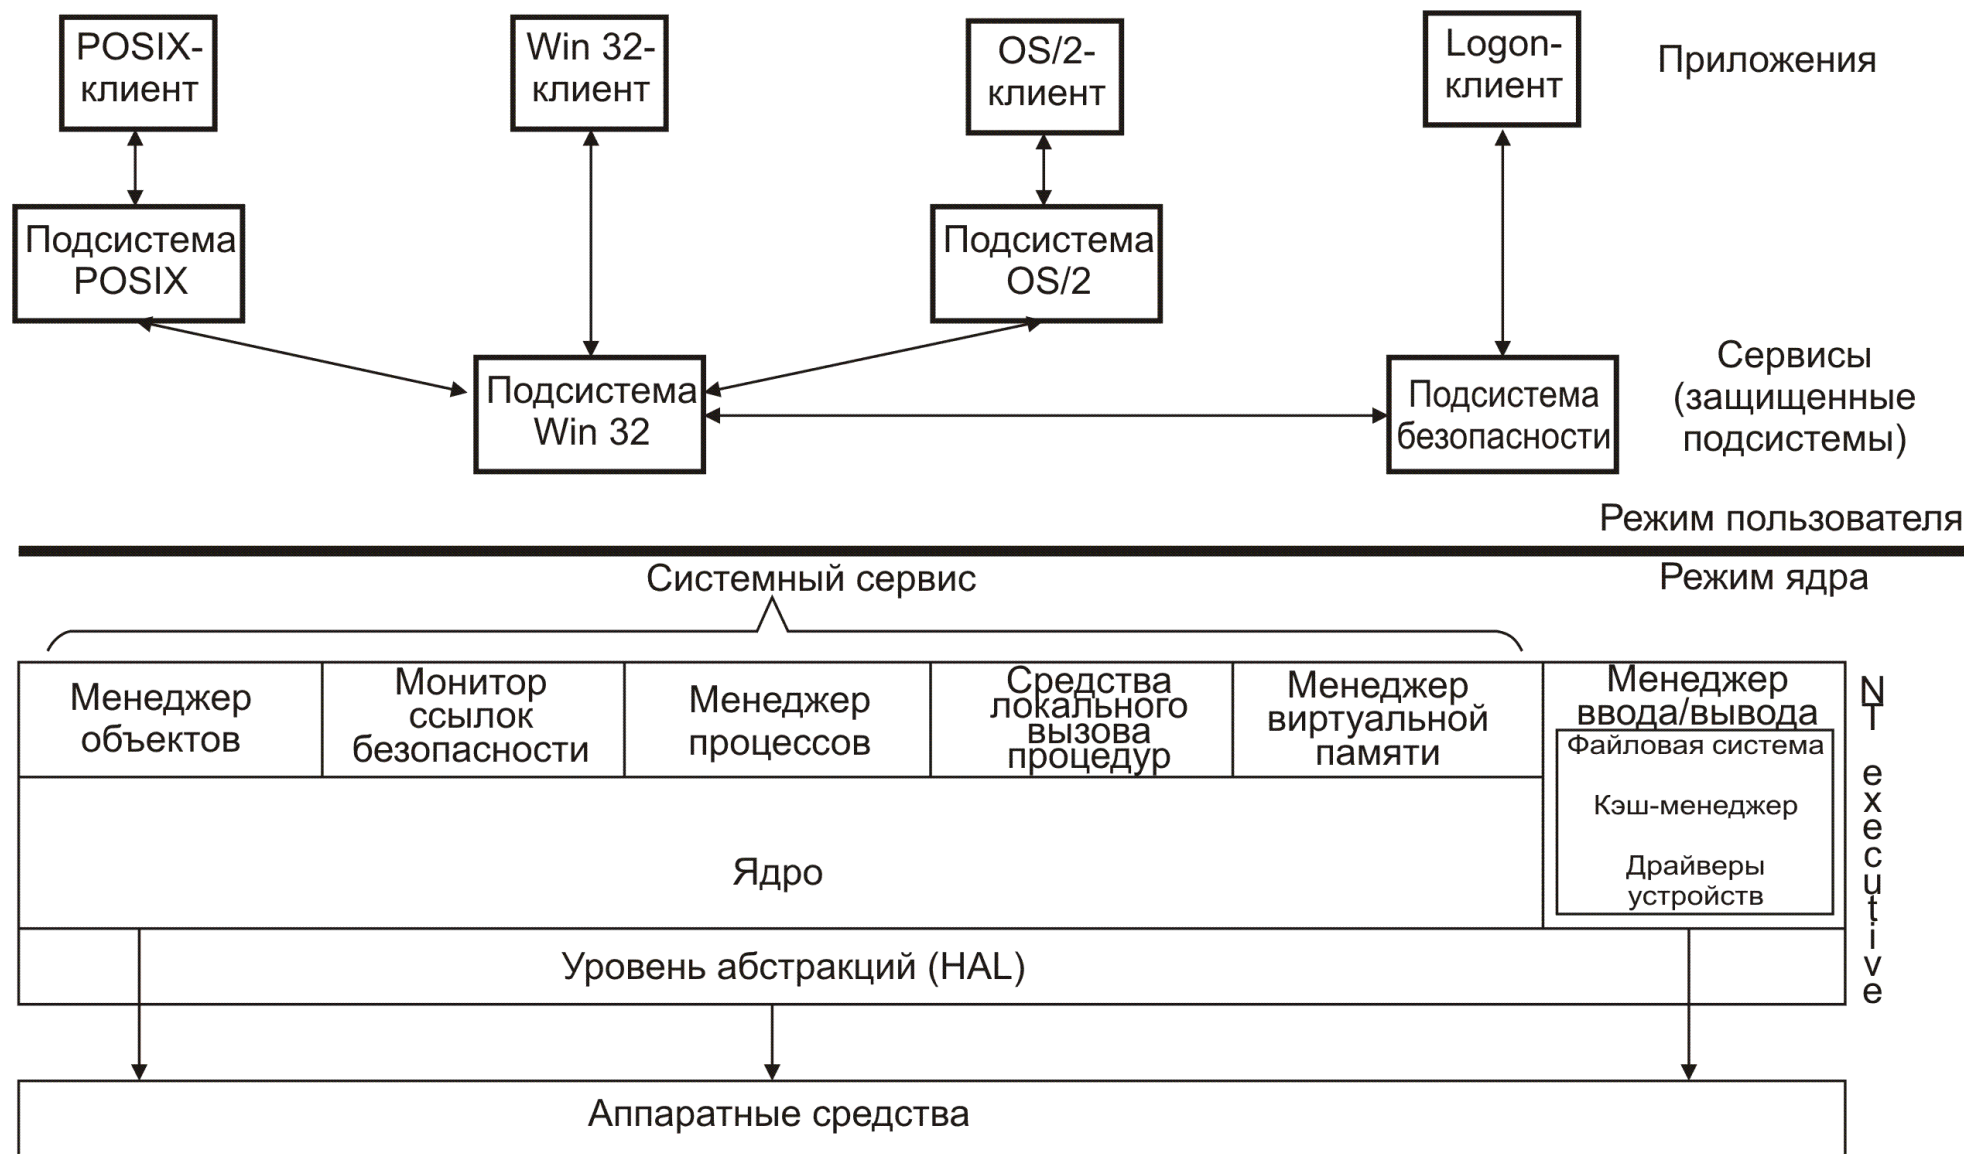 POSIX-
клиент
Win 32-
клиент
OS/2-
клиент
Logon-
клиент
Приложения
Подсистема
POSIX
Подсистема
OS/2
Подсистема
Win 32
Подсистема
безопасности
Сервисы
(защищенные
подсистемы)
Режим пользователя
Системный сервис
Режим ядра
Менеджер
объектов
Монитор
ссылок
безопасности
Менеджер
процессов
Средства
локального
вызова
процедур
Менеджер
виртуальной
памяти
Менеджер
ввода/вывода
Файловая система
Кэш-менеджер
Драйверы
устройств
NT executive
Ядро
Уровень абстракций (HAL)
Аппаратные средства